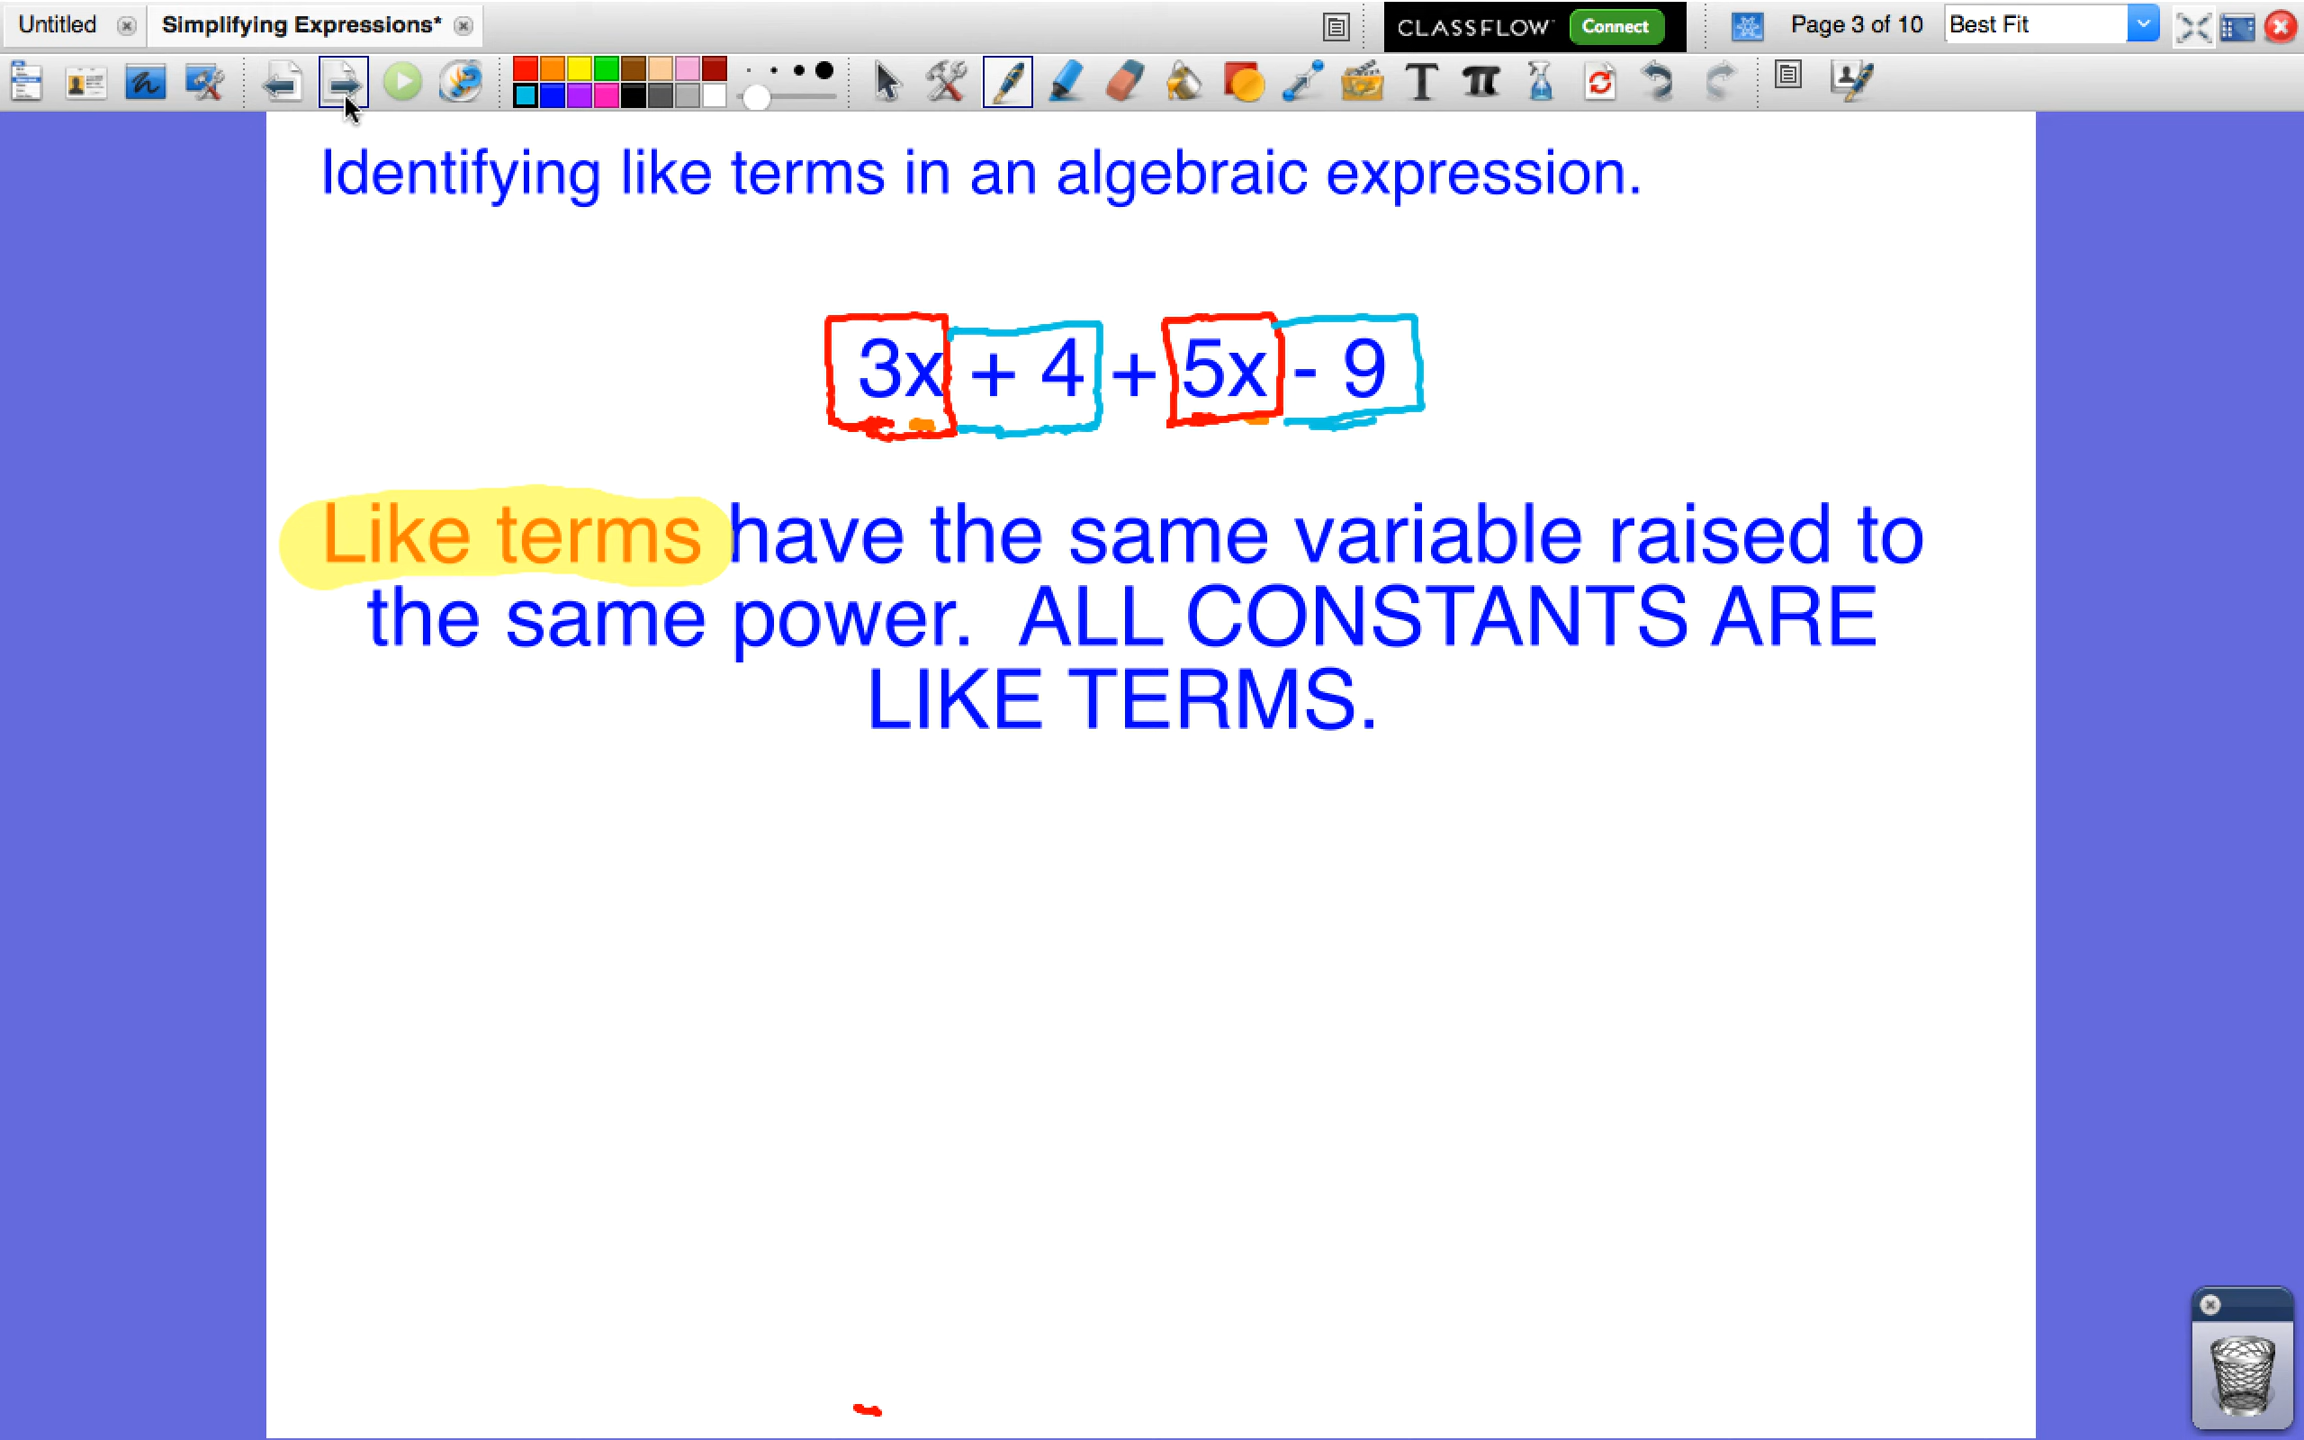 Untitled
Simplifying Expressions*
CLASSFLOW
Connect
Page 3 of 10
Best Fit
T
π
Identifying like terms in an algebraic expression.
3x + 4 + 5x - 9
Like terms have the same variable raised to
the same power. ALL CONSTANTS ARE
LIKE TERMS.